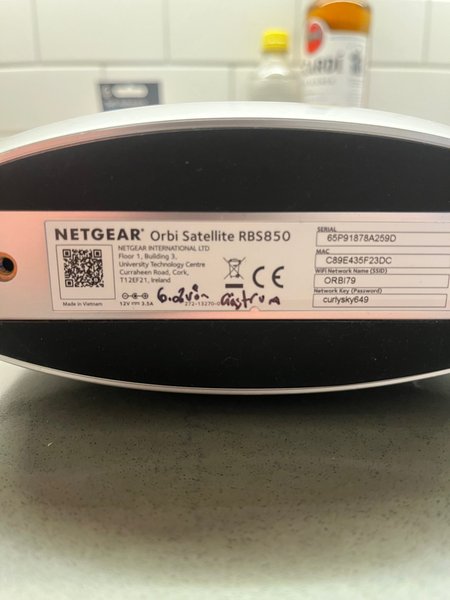 NETGEAR® Orbi Satellite RBS850
NETGEAR INTERNATIONAL LTD
Floor 1, Building 3,
University Technology Centre
Curraheen Road, Cork,
T12EF21, Ireland
Made in Vietnam
12V 3.5A
CE
SERIAL
65P91878A259D
MAC
C89E435F23DC
WiFi Network Name (SSID)
ORBI79
Network Key (Password)
curlysky649